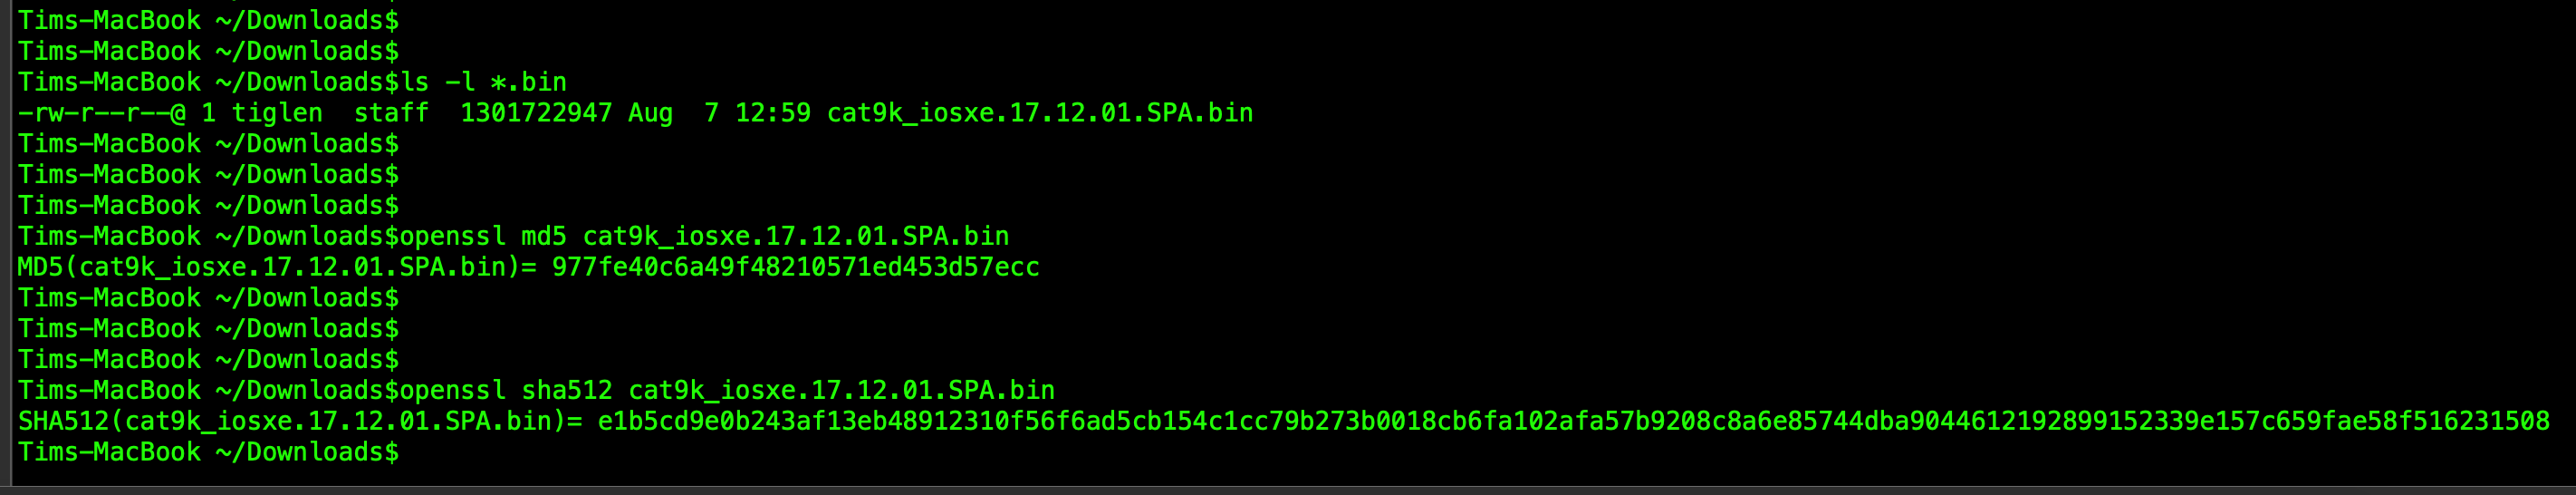 Tims-MacBook ~/Downloads$
Tims-MacBook ~/Downloads$
Tims-MacBook ~/Downloads$ls -l *.bin
-rw-r--r--@ 1 tiglen  staff  1301722947 Aug  7 12:59 cat9k_iosxe.17.12.01.SPA.bin
Tims-MacBook ~/Downloads$
Tims-MacBook ~/Downloads$
Tims-MacBook ~/Downloads$
Tims-MacBook ~/Downloads$openssl md5 cat9k_iosxe.17.12.01.SPA.bin
MD5(cat9k_iosxe.17.12.01.SPA.bin)= 977fe40c6a49f48210571ed453d57ecc
Tims-MacBook ~/Downloads$
Tims-MacBook ~/Downloads$
Tims-MacBook ~/Downloads$
Tims-MacBook ~/Downloads$openssl sha512 cat9k_iosxe.17.12.01.SPA.bin
SHA512(cat9k_iosxe.17.12.01.SPA.bin)= e1b5cd9e0b243af13eb48912310f56f6ad5cb154c1cc79b273b0018cb6fa102afa57b9208c8a6e85744dba9044612192899152339e157c659fae58f516231508
Tims-MacBook ~/Downloads$